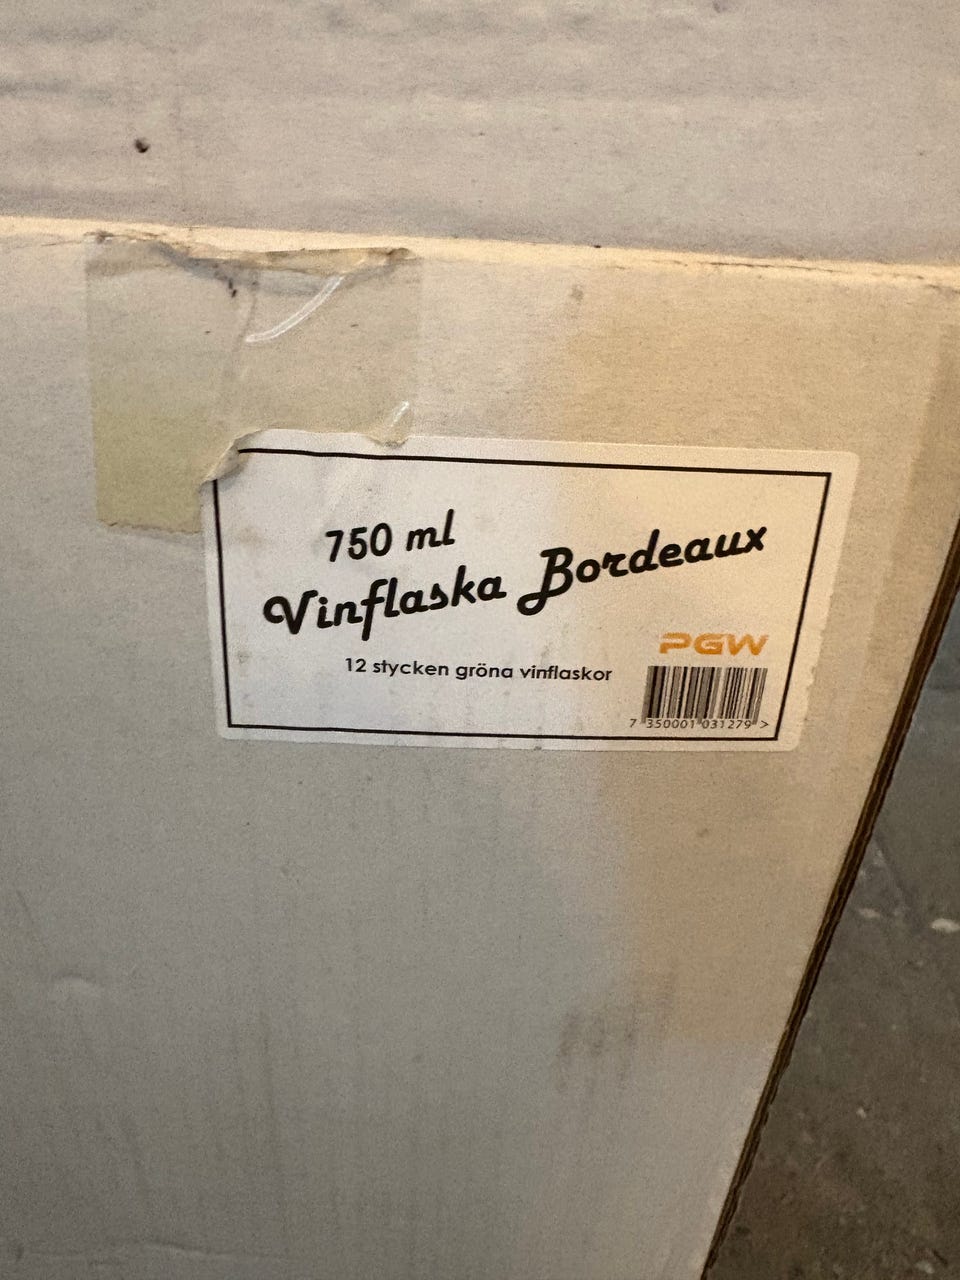 750 ml
Vinflaska Bordeaux
12 stycken gröna vinflaskor
PGW
7 350001 031279 >